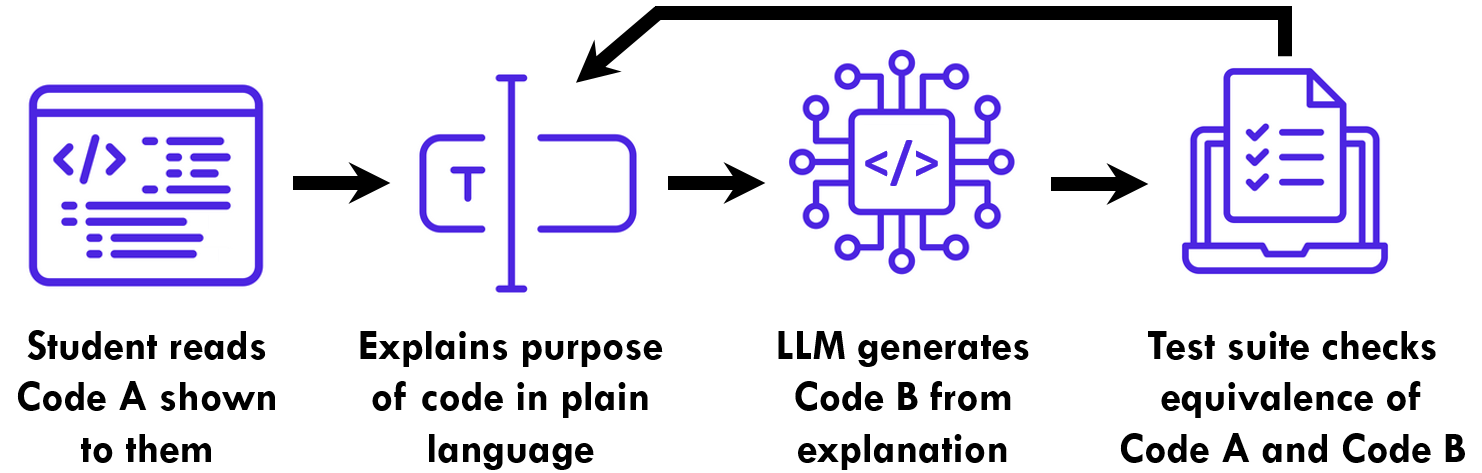 </>
T
</>
Student reads
Code A shown
to them
Explains purpose
of code in plain
language
LLM generates
Code B from
explanation
Test suite checks
equivalence of
Code A and Code B